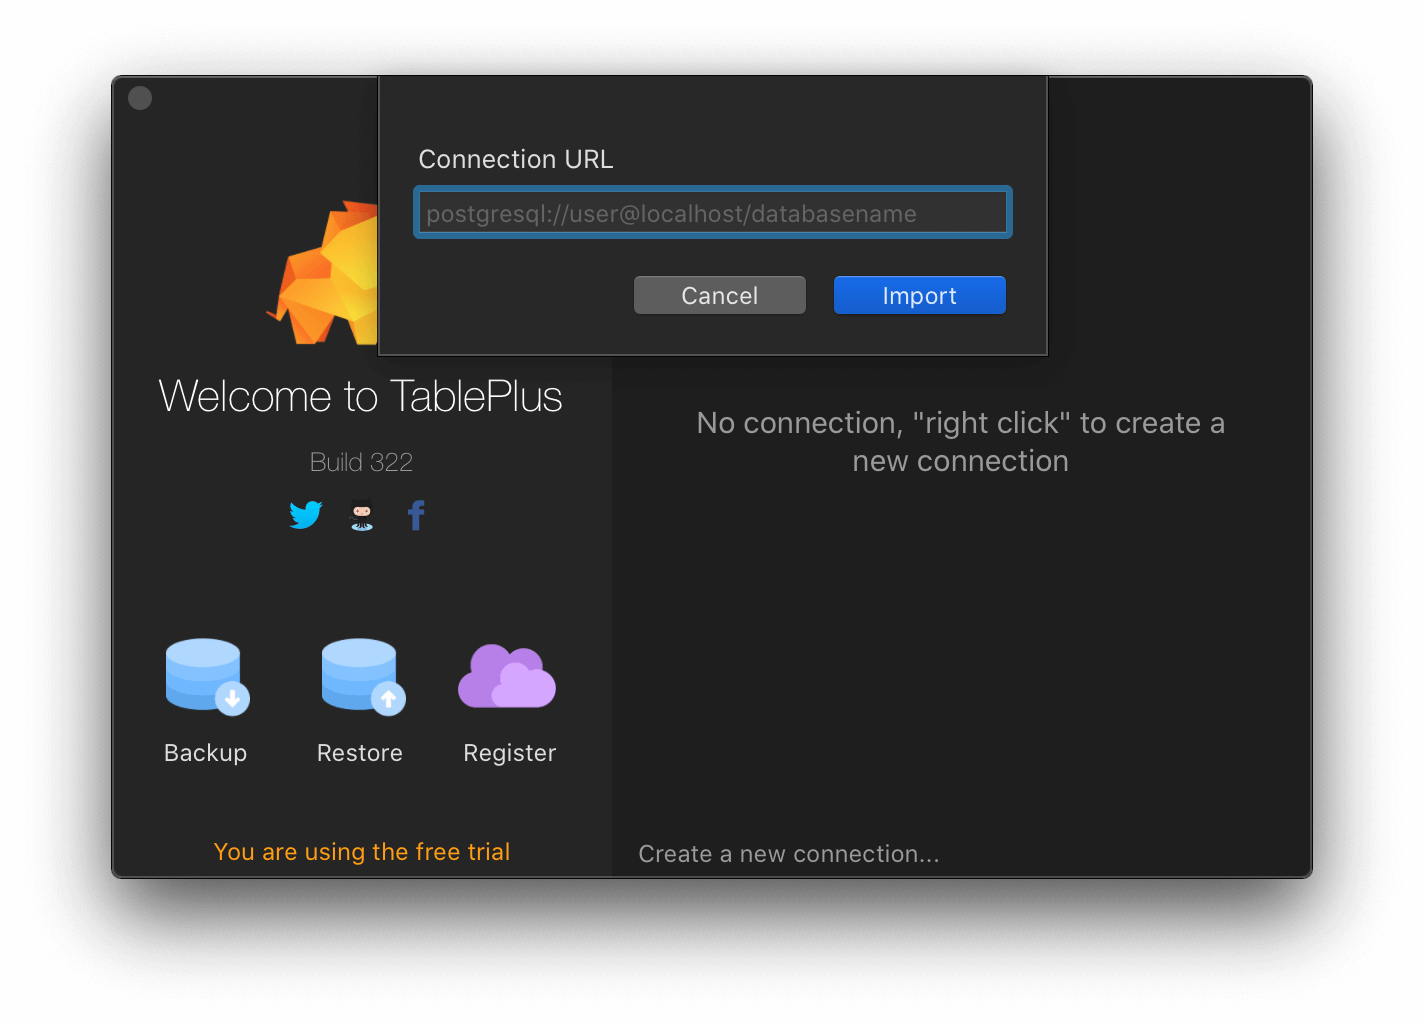 Connection URL
postgresql://user@localhost/databasename
Cancel
Import
Welcome to TablePlus
Build 322
Backup
Restore
Register
You are using the free trial
No connection, "right click" to create a
new connection
Create a new connection...